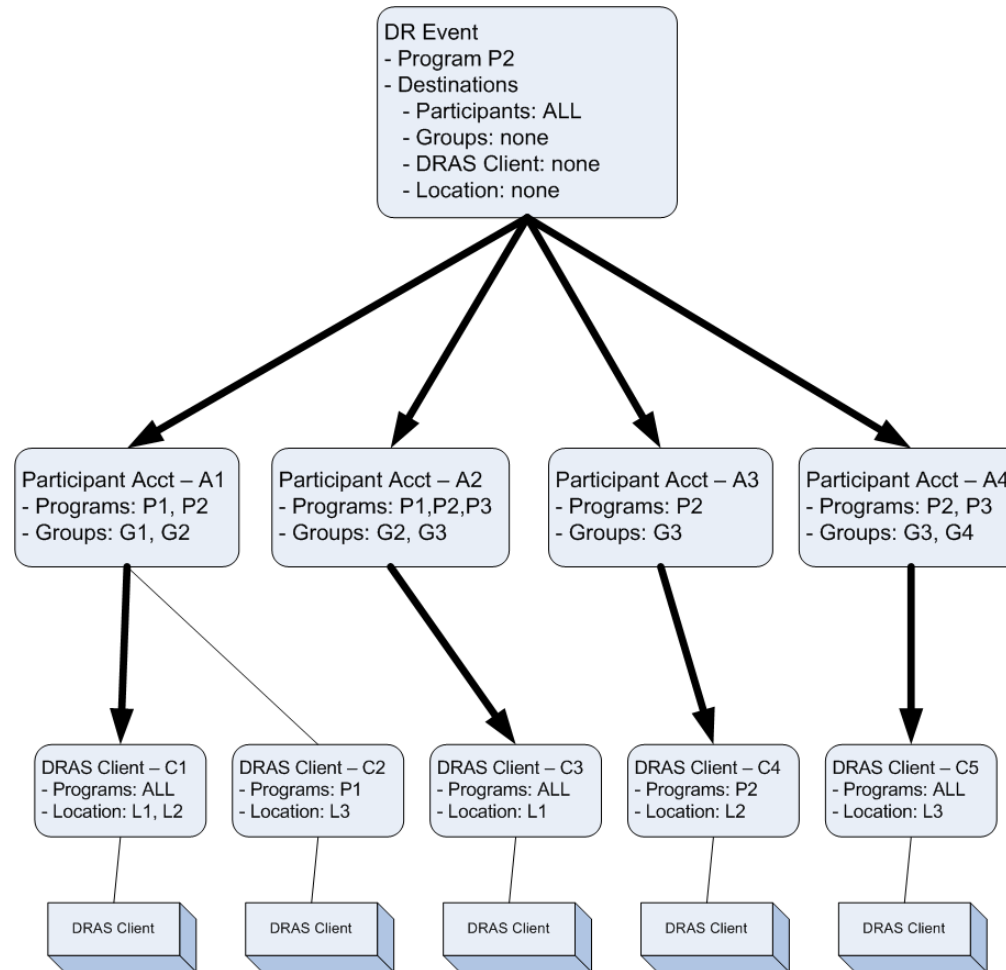 DR Event
- Program P2
- Destinations
- Participants: ALL
- Groups: none
- DRAS Client: none
- Location: none
Participant Acct – A1
- Programs: P1, P2
- Groups: G1, G2
Participant Acct – A2
- Programs: P1,P2,P3
- Groups: G2, G3
Participant Acct – A3
- Programs: P2
- Groups: G3
Participant Acct – A4
- Programs: P2, P3
- Groups: G3, G4
DRAS Client – C1
- Programs: ALL
- Location: L1, L2
DRAS Client – C2
- Programs: P1
- Location: L3
DRAS Client – C3
- Programs: ALL
- Location: L1
DRAS Client – C4
- Programs: P2
- Location: L2
DRAS Client – C5
- Programs: ALL
- Location: L3
DRAS Client
DRAS Client
DRAS Client
DRAS Client
DRAS Client